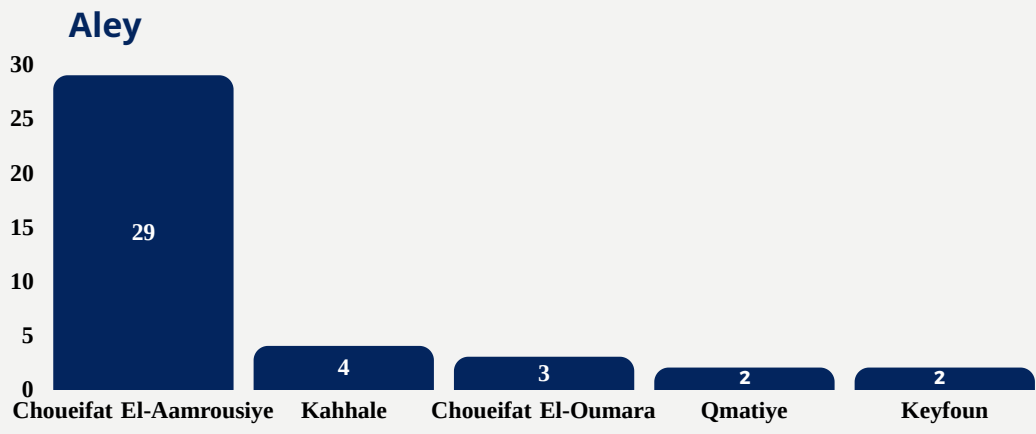 Aley
30
25
20
15
10
5
0
29
4
3
2
2
Choueifat El-Aamrousiye
Kahhale
Choueifat El-Oumara
Qmatiye
Keyfoun